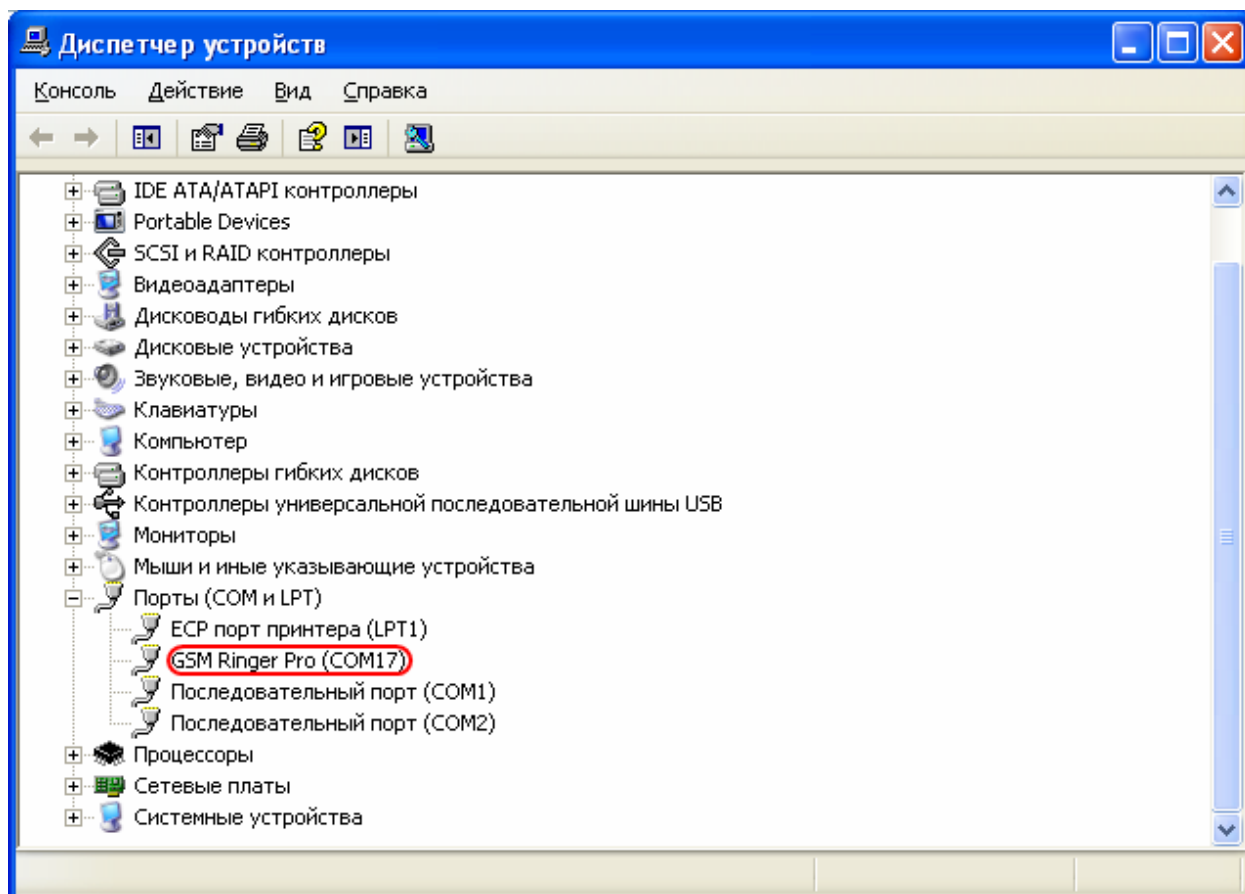 Диспетчер устройств
Консоль Действие Вид Справка
IDE ATA/ATAPI контроллеры
Portable Devices
SCSI и RAID контроллеры
Видеоадаптеры
Дисководы гибких дисков
Дисковые устройства
Звуковые, видео и игровые устройства
Клавиатуры
Компьютер
Контроллеры гибких дисков
Контроллеры универсальной последовательной шины USB
Мониторы
Мыши и иные указывающие устройства
Порты (COM и LPT)
ECP порт принтера (LPT1)
GSM Ringer Pro (COM17)
Последовательный порт (COM1)
Последовательный порт (COM2)
Процессоры
Сетевые платы
Системные устройства